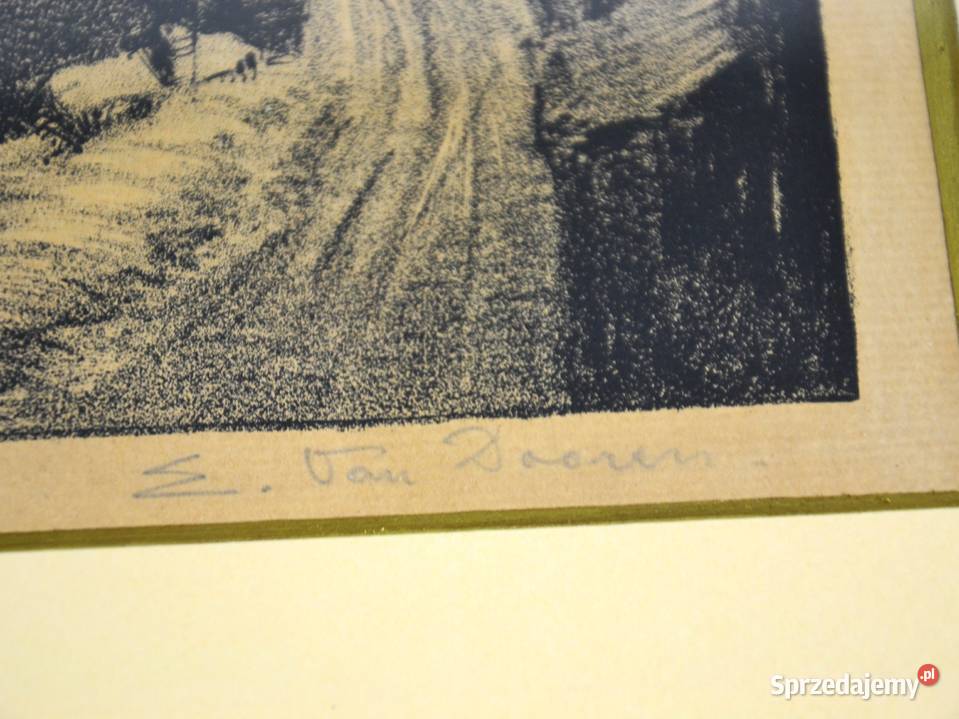 E. Van Dooren.
Sprzedajemy.pl